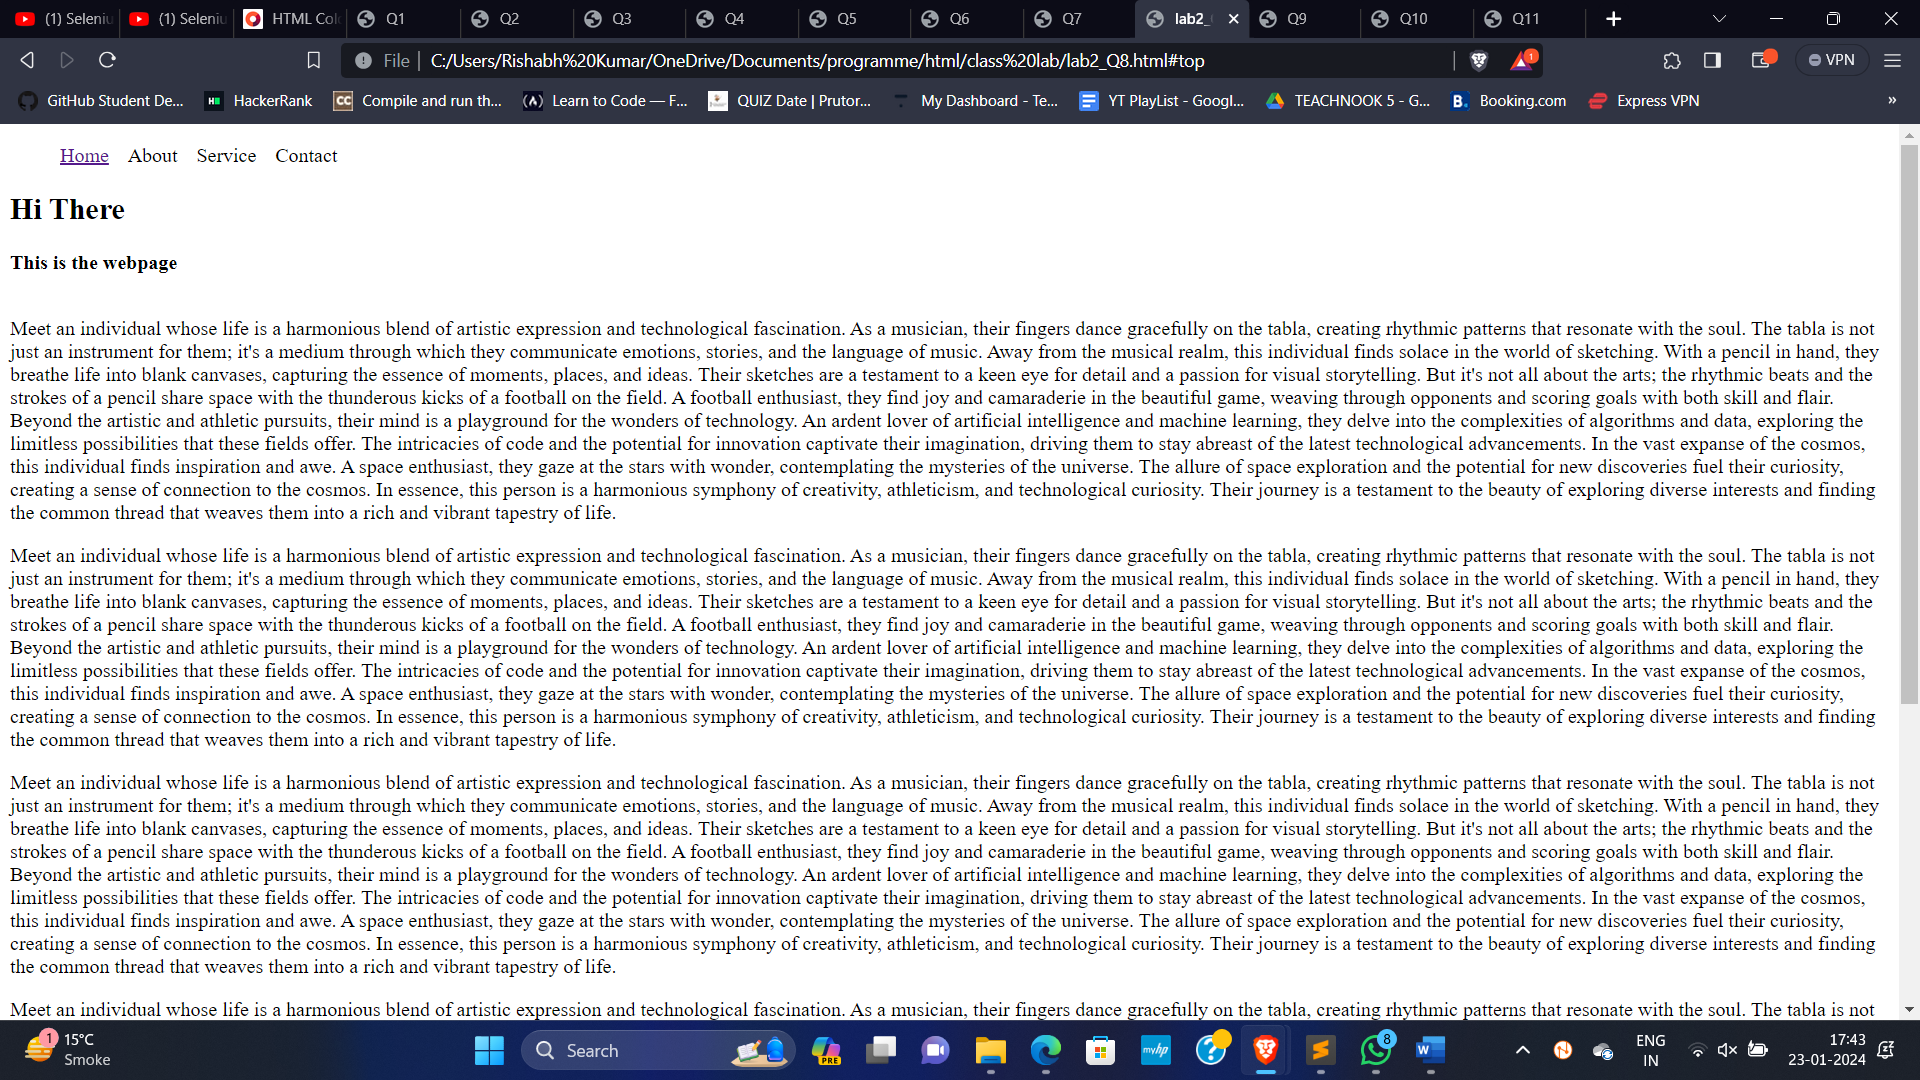 (1) Seleniu
(1) Seleniu
HTML Col
Q1
Q2
Q3
Q4
Q5
Q6
Q7
lab2_
Q9
Q10
Q11
File
C:/Users/Rishabh%20Kumar/OneDrive/Documents/programme/html/class%20lab/lab2_Q8.html#top
1
VPN
GitHub Student De...
HackerRank
Compile and run th...
Learn to Code — F...
QUIZ Date | Prutor...
My Dashboard - Te...
YT PlayList - Googl...
TEACHNOOK 5 - G...
Booking.com
Express VPN
»
Home About Service Contact
Hi There
This is the webpage
Meet an individual whose life is a harmonious blend of artistic expression and technological fascination. As a musician, their fingers dance gracefully on the tabla, creating rhythmic patterns that resonate with the soul. The tabla is not
just an instrument for them; it's a medium through which they communicate emotions, stories, and the language of music. Away from the musical realm, this individual finds solace in the world of sketching. With a pencil in hand, they
breathe life into blank canvases, capturing the essence of moments, places, and ideas. Their sketches are a testament to a keen eye for detail and a passion for visual storytelling. But it's not all about the arts; the rhythmic beats and the
strokes of a pencil share space with the thunderous kicks of a football on the field. A football enthusiast, they find joy and camaraderie in the beautiful game, weaving through opponents and scoring goals with both skill and flair.
Beyond the artistic and athletic pursuits, their mind is a playground for the wonders of technology. An ardent lover of artificial intelligence and machine learning, they delve into the complexities of algorithms and data, exploring the
limitless possibilities that these fields offer. The intricacies of code and the potential for innovation captivate their imagination, driving them to stay abreast of the latest technological advancements. In the vast expanse of the cosmos,
this individual finds inspiration and awe. A space enthusiast, they gaze at the stars with wonder, contemplating the mysteries of the universe. The allure of space exploration and the potential for new discoveries fuel their curiosity,
creating a sense of connection to the cosmos. In essence, this person is a harmonious symphony of creativity, athleticism, and technological curiosity. Their journey is a testament to the beauty of exploring diverse interests and finding
the common thread that weaves them into a rich and vibrant tapestry of life.
Meet an individual whose life is a harmonious blend of artistic expression and technological fascination. As a musician, their fingers dance gracefully on the tabla, creating rhythmic patterns that resonate with the soul. The tabla is not
just an instrument for them; it's a medium through which they communicate emotions, stories, and the language of music. Away from the musical realm, this individual finds solace in the world of sketching. With a pencil in hand, they
breathe life into blank canvases, capturing the essence of moments, places, and ideas. Their sketches are a testament to a keen eye for detail and a passion for visual storytelling. But it's not all about the arts; the rhythmic beats and the
strokes of a pencil share space with the thunderous kicks of a football on the field. A football enthusiast, they find joy and camaraderie in the beautiful game, weaving through opponents and scoring goals with both skill and flair.
Beyond the artistic and athletic pursuits, their mind is a playground for the wonders of technology. An ardent lover of artificial intelligence and machine learning, they delve into the complexities of algorithms and data, exploring the
limitless possibilities that these fields offer. The intricacies of code and the potential for innovation captivate their imagination, driving them to stay abreast of the latest technological advancements. In the vast expanse of the cosmos,
this individual finds inspiration and awe. A space enthusiast, they gaze at the stars with wonder, contemplating the mysteries of the universe. The allure of space exploration and the potential for new discoveries fuel their curiosity,
creating a sense of connection to the cosmos. In essence, this person is a harmonious symphony of creativity, athleticism, and technological curiosity. Their journey is a testament to the beauty of exploring diverse interests and finding
the common thread that weaves them into a rich and vibrant tapestry of life.
Meet an individual whose life is a harmonious blend of artistic expression and technological fascination. As a musician, their fingers dance gracefully on the tabla, creating rhythmic patterns that resonate with the soul. The tabla is not
just an instrument for them; it's a medium through which they communicate emotions, stories, and the language of music. Away from the musical realm, this individual finds solace in the world of sketching. With a pencil in hand, they
breathe life into blank canvases, capturing the essence of moments, places, and ideas. Their sketches are a testament to a keen eye for detail and a passion for visual storytelling. But it's not all about the arts; the rhythmic beats and the
strokes of a pencil share space with the thunderous kicks of a football on the field. A football enthusiast, they find joy and camaraderie in the beautiful game, weaving through opponents and scoring goals with both skill and flair.
Beyond the artistic and athletic pursuits, their mind is a playground for the wonders of technology. An ardent lover of artificial intelligence and machine learning, they delve into the complexities of algorithms and data, exploring the
limitless possibilities that these fields offer. The intricacies of code and the potential for innovation captivate their imagination, driving them to stay abreast of the latest technological advancements. In the vast expanse of the cosmos,
this individual finds inspiration and awe. A space enthusiast, they gaze at the stars with wonder, contemplating the mysteries of the universe. The allure of space exploration and the potential for new discoveries fuel their curiosity,
creating a sense of connection to the cosmos. In essence, this person is a harmonious symphony of creativity, athleticism, and technological curiosity. Their journey is a testament to the beauty of exploring diverse interests and finding
the common thread that weaves them into a rich and vibrant tapestry of life.
Meet an individual whose life is a harmonious blend of artistic expression and technological fascination. As a musician, their fingers dance gracefully on the tabla, creating rhythmic patterns that resonate with the soul. The tabla is not
1
15°C
Smoke
Search
PRE
myhp
8
ENG
IN
17:43
23-01-2024